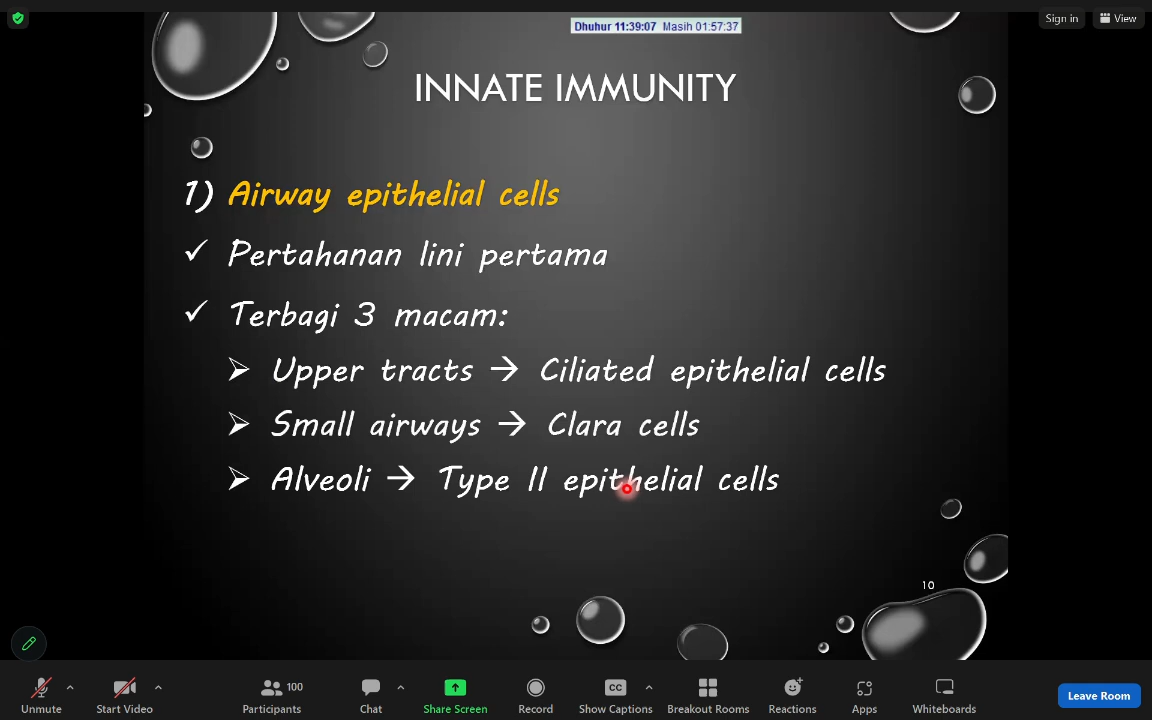 Dhuhur 11:39:07 Masih 01:57:37
Sign in
View
INNATE IMMUNITY
1) Airway epithelial cells
✓ Pertahanan lini pertama
✓ Terbagi 3 macam:
➢ Upper tracts → Ciliated epithelial cells
➢ Small airways → Clara cells
➢ Alveoli → Type II epithelial cells
10
100
CC
Unmute
Start Video
Participants
Chat
Share Screen
Record
Show Captions
Breakout Rooms
Reactions
Apps
Whiteboards
Leave Room